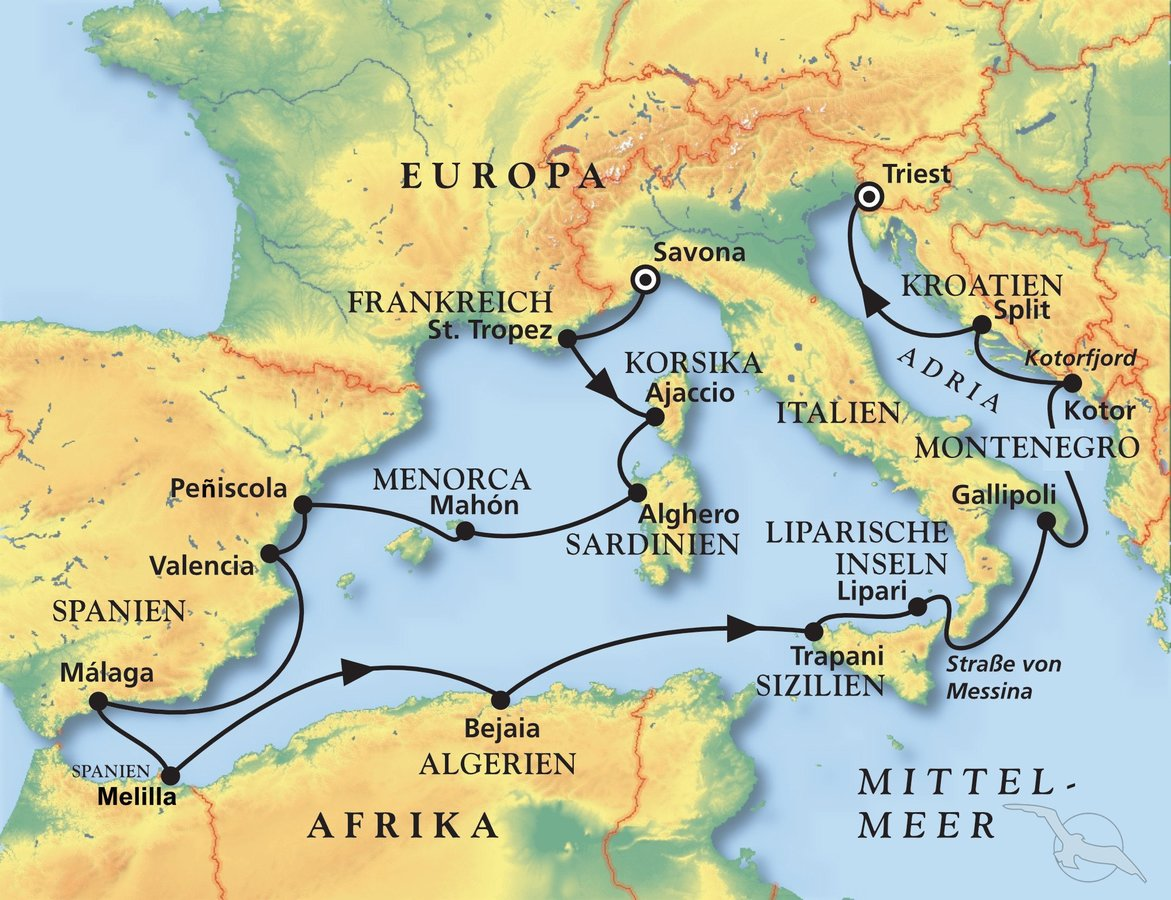 Triest
EUROPA
Savona
KROATIEN
FRANKREICH
Split
St. Tropez
Kotorfjord
KORSIKA
ADRIA
Ajaccio
Kotor
ITALIEN
MONTENEGRO
MENORCA
Peñiscola
Gallipoli
Mahón
Alghero
LIPARISCHE
SARDINIEN
INSELN
Valencia
Lipari
SPANIEN
Trapani
Straße von
Messina
Málaga
SIZILIEN
Bejaia
ALGERIEN
SPANIEN
Melilla
MITTEL-
MEER
AFRIKA